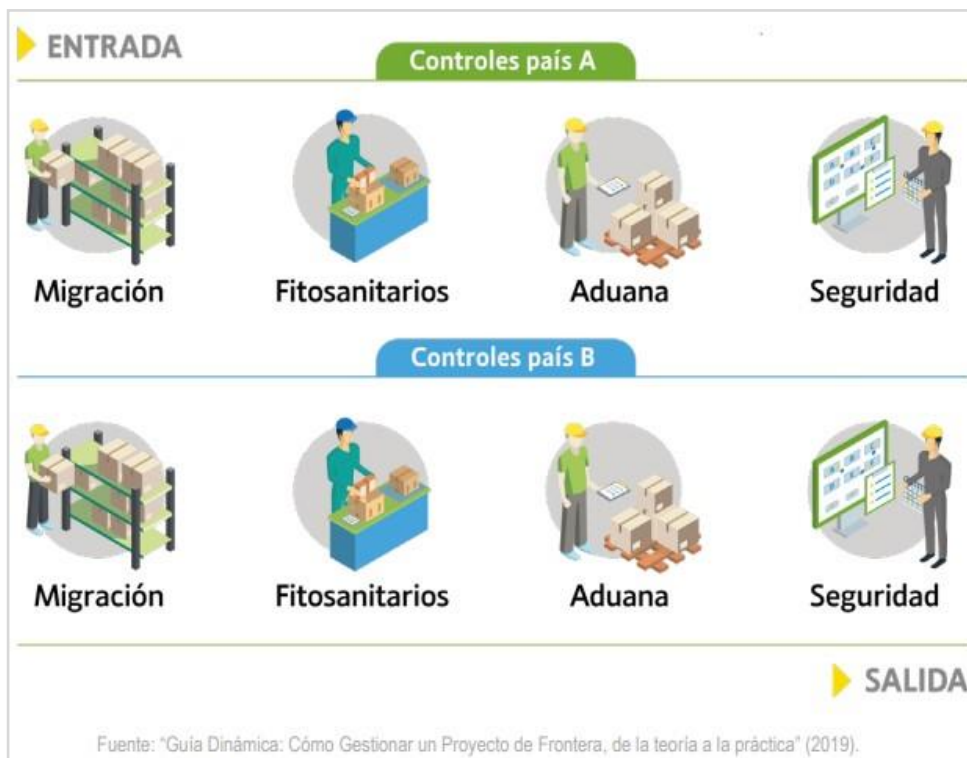 ENTRADA
Controles país A
Migración Fitosanitarios Aduana Seguridad
Controles país B
Migración Fitosanitarios Aduana Seguridad
SALIDA
Fuente: “Guía Dinámica: Cómo Gestionar un Proyecto de Frontera, de la teoría a la práctica” (2019).